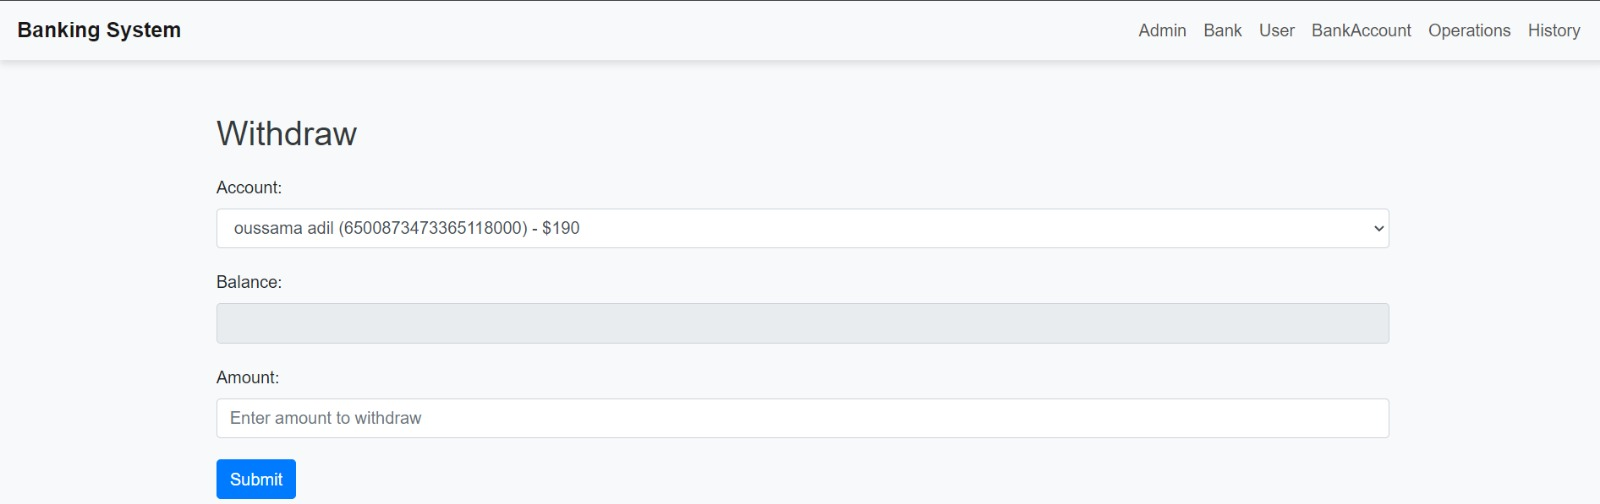 Banking System
Admin Bank User BankAccount Operations History
Withdraw
Account:
oussama adil (6500873473365118000) - $190
Balance:
Amount:
Enter amount to withdraw
Submit